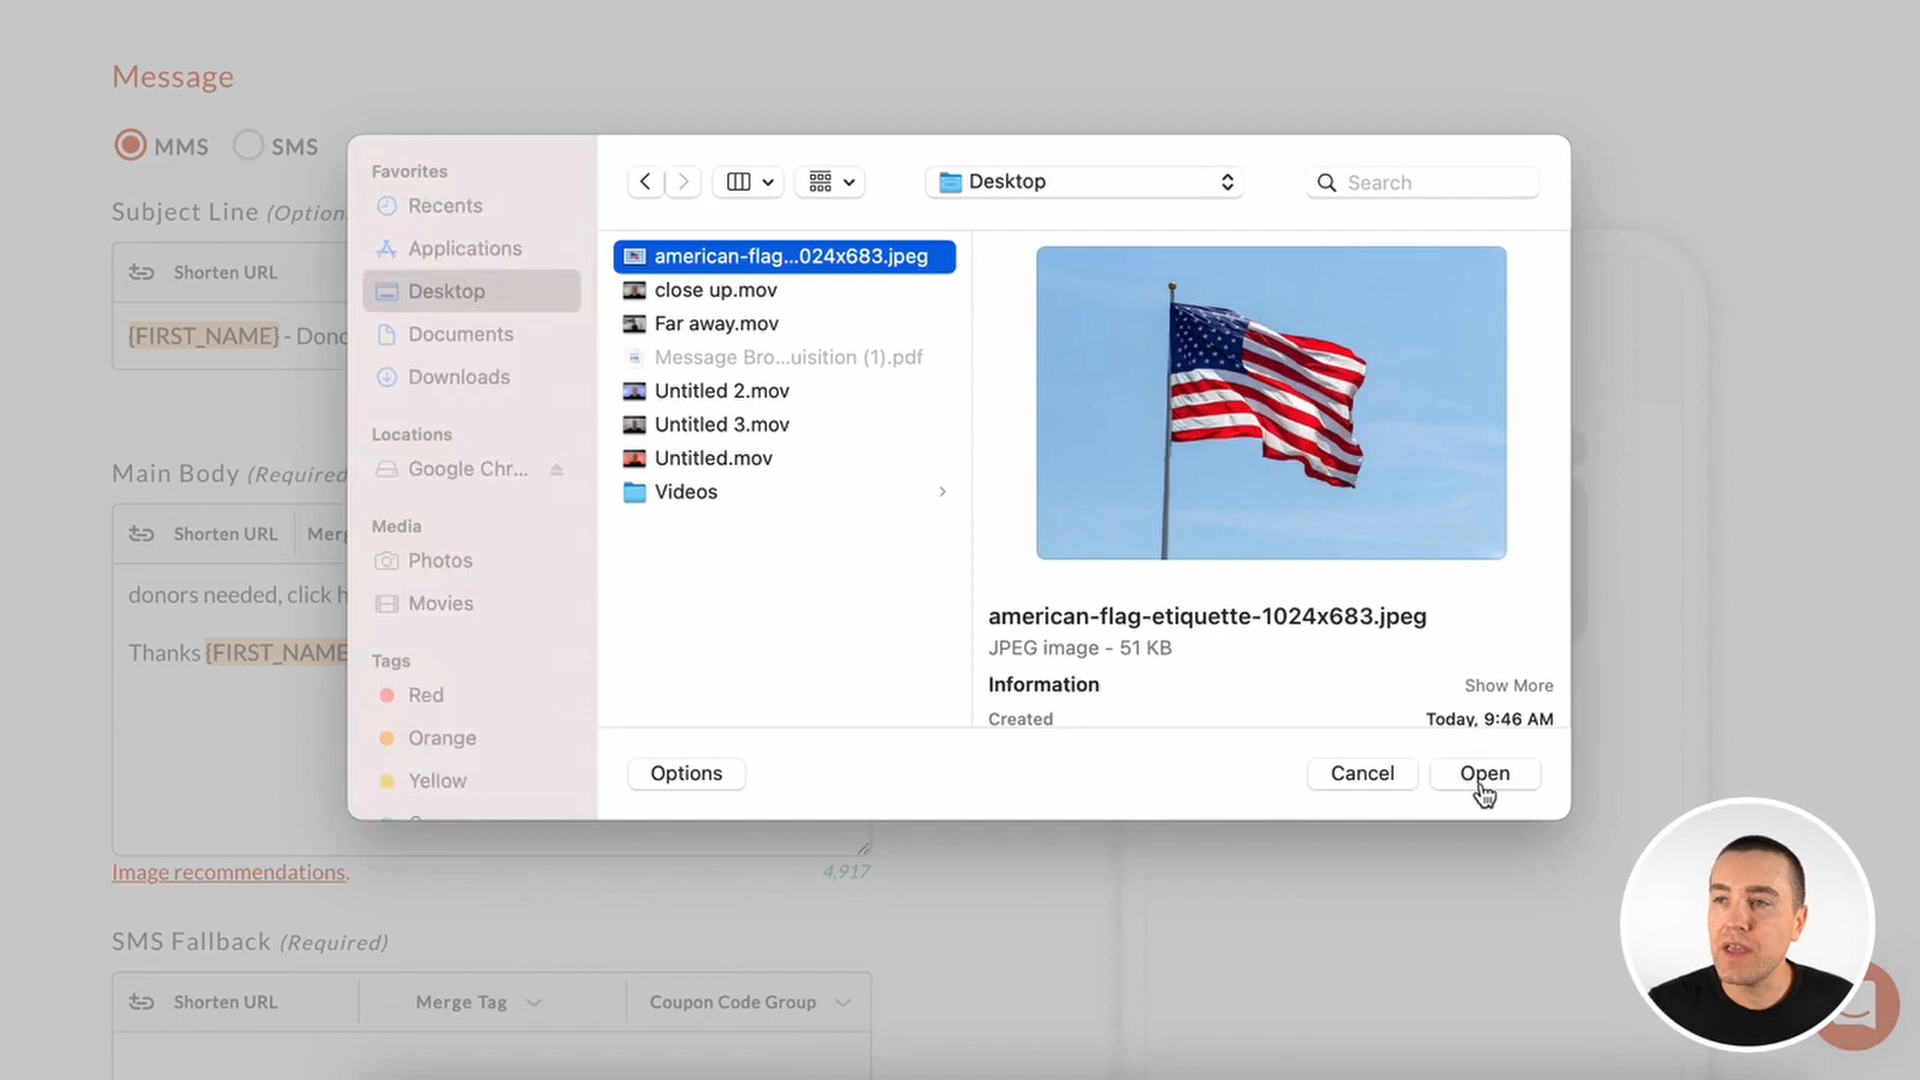 Message
MMS
SMS
Subject Line (Option
Shorten URL
{FIRST_NAME} - Dono
Main Body (Required
Shorten URL
Merg
donors needed, click h
Thanks {FIRST_NAME
Image recommendations.
4,917
SMS Fallback (Required)
Shorten URL
Merge Tag
Coupon Code Group
Favorites
Recents
Applications
Desktop
Documents
Downloads
Locations
Google Chr...
Media
Photos
Movies
Tags
Red
Orange
Yellow
Desktop
Search
american-flag...024x683.jpeg
close up.mov
Far away.mov
Message Bro...uisition (1).pdf
Untitled 2.mov
Untitled 3.mov
Untitled.mov
Videos
american-flag-etiquette-1024x683.jpeg
JPEG image - 51 KB
Information
Show More
Created
Today, 9:46 AM
Options
Cancel
Open